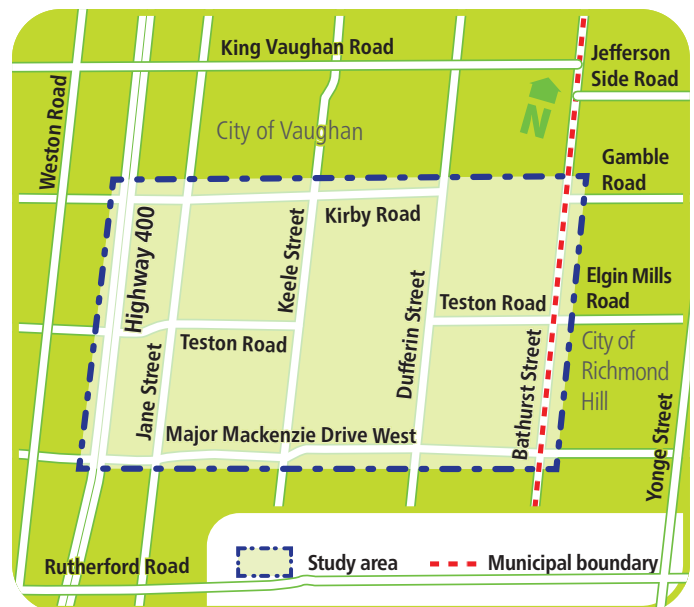 King Vaughan Road
Jefferson
Side Road
Weston Road
City of Vaughan
N
Gamble
Road
Kirby Road
Highway 400
Keele Street
Elgin Mills
Road
Teston Road
Teston Road
Dufferin Street
City of
Richmond
Hill
Jane Street
Bathurst Street
Major Mackenzie Drive West
Yonge Street
Rutherford Road
Study area
Municipal boundary